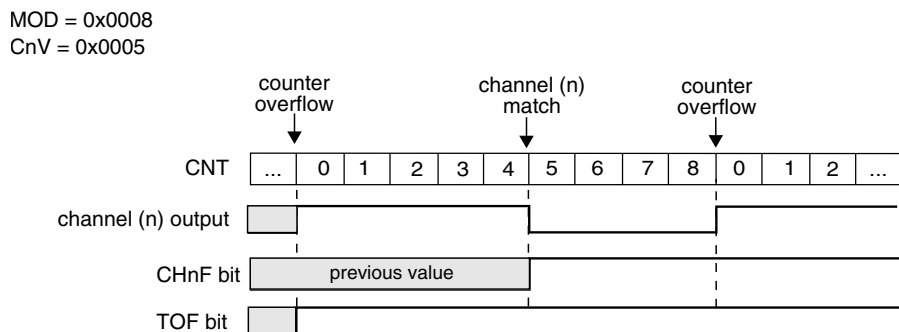 MOD = 0x0008
CnV = 0x0005
counter overflow
channel (n) match
counter overflow
CNT ... 0 1 2 3 4 5 6 7 8 0 1 2 ...
channel (n) output
CHnF bit previous value
TOF bit